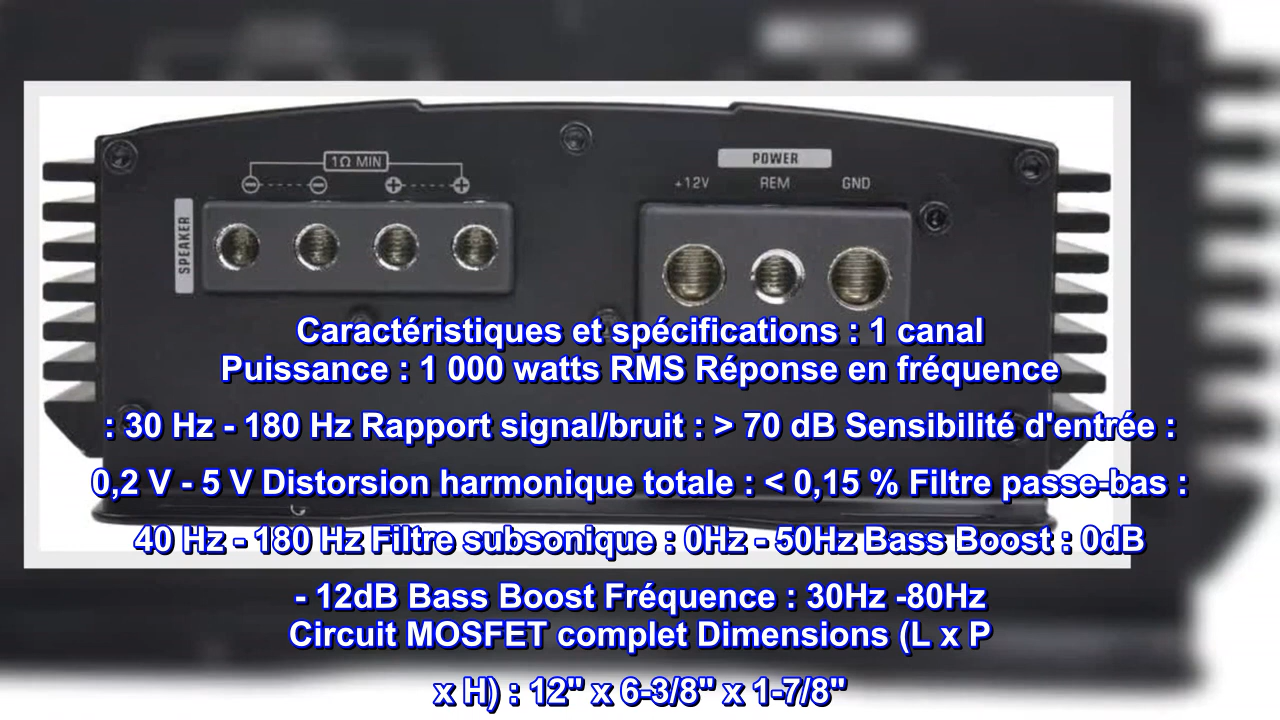 1Ω MIN
POWER
+12V REM GND
SPEAKER
Caractéristiques et spécifications : 1 canal
Puissance : 1 000 watts RMS Réponse en fréquence
: 30 Hz - 180 Hz Rapport signal/bruit : > 70 dB Sensibilité d'entrée :
0,2 V - 5 V Distorsion harmonique totale : < 0,15 % Filtre passe-bas :
40 Hz - 180 Hz Filtre subsonique : 0Hz - 50Hz Bass Boost : 0dB
- 12dB Bass Boost Fréquence : 30Hz -80Hz
Circuit MOSFET complet Dimensions (L x P
x H) : 12" x 6-3/8" x 1-7/8"